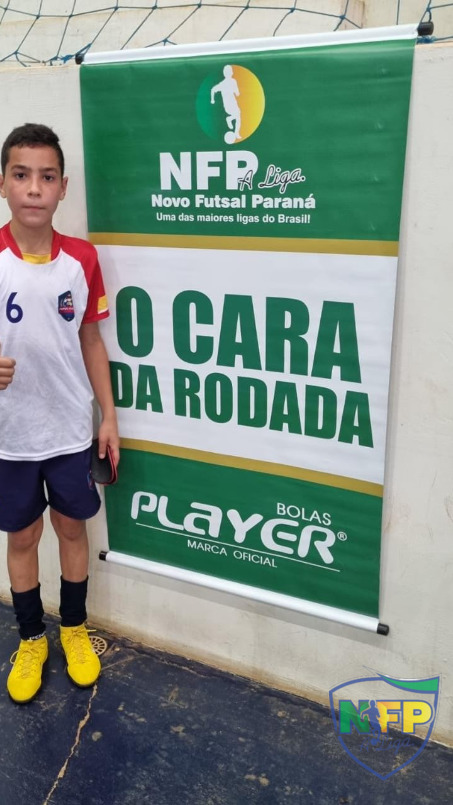 NFP A Liga.
Novo Futsal Paraná
Uma das maiores ligas do Brasil!
O CARA
DA RODADA
6
BOLAS
PLAYER®
MARCA OFICIAL
NFP